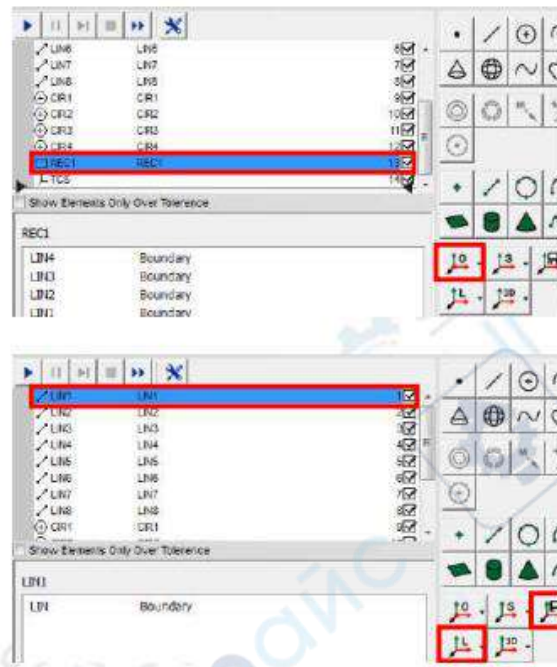 LIN6 LIN6 6
LIN7 LIN7 7
LIN8 LIN8 8
CIR1 CIR1 9
CIR2 CIR2 10
CIR3 CIR3 11
CIR4 CIR4 12
REC1 REC1 13
TCS 14
Show Elements Only Over Tolerance
REC1
LIN4 Boundary
LIN3 Boundary
LIN2 Boundary
LIN1 Boundary
LIN1 LIN1 1
LIN2 LIN2 2
LIN3 LIN3 3
LIN4 LIN4 4
LIN5 LIN5 5
LIN6 LIN6 6
LIN7 LIN7 7
LIN8 LIN8 8
CIR1 CIR1 9
Show Elements Only Over Tolerance
LIN1
LIN Boundary